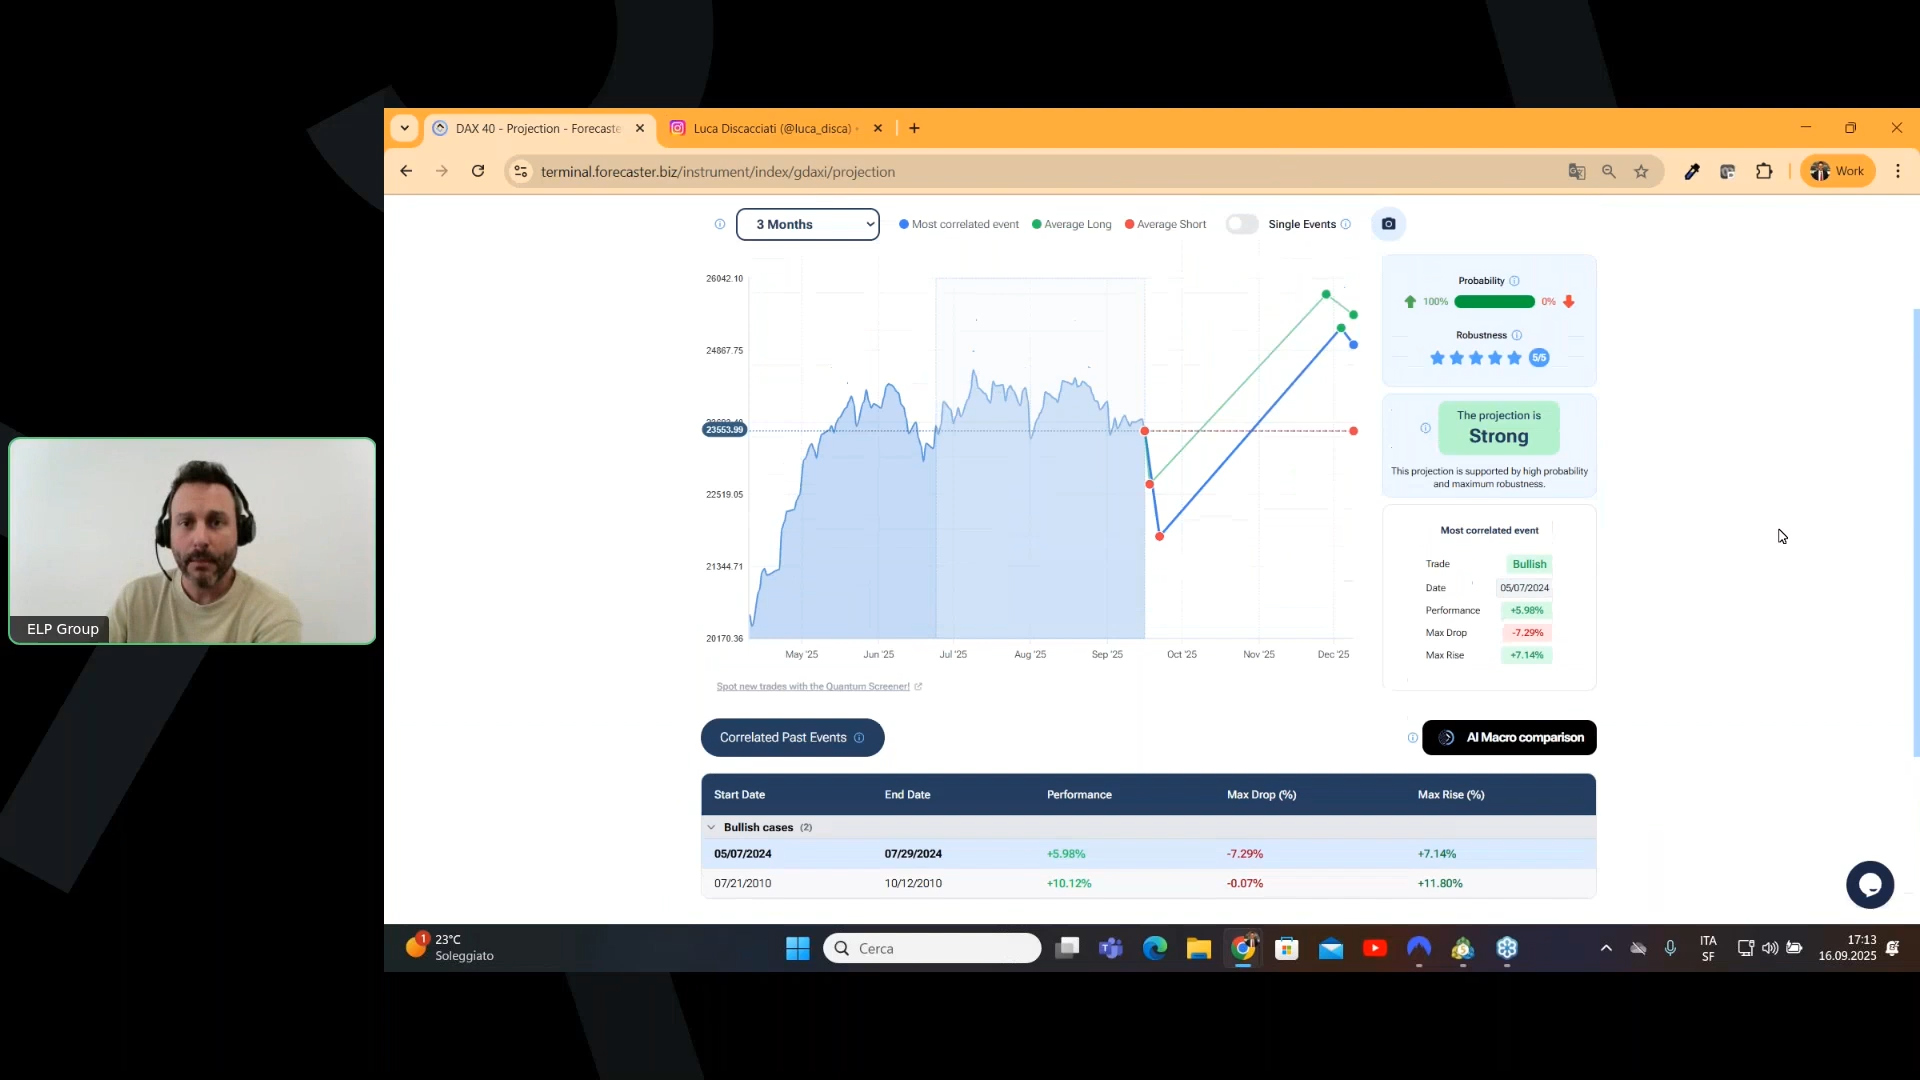 DAX 40 - Projection - Forecaste
Luca Discacciati (@luca_disca)
terminal.forecaster.biz/instrument/index/gdaxi/projection
Work
3 Months
Most correlated event
Average Long
Average Short
Single Events
26042.10
24867.75
23553.99
22519.05
21344.71
20170.36
May '25
Jun '25
Jul '25
Aug '25
Sep '25
Oct '25
Nov '25
Dec '25
Probability
100%
0%
Robustness
5/5
The projection is
Strong
This projection is supported by high probability
and maximum robustness.
Most correlated event
Trade Bullish
Date 05/07/2024
Performance +5.98%
Max Drop -7.29%
Max Rise +7.14%
Spot new trades with the Quantum Screener!
Correlated Past Events
AI Macro comparison
Start Date End Date Performance Max Drop (%) Max Rise (%)
Bullish cases (2)
05/07/2024 07/29/2024 +5.98% -7.29% +7.14%
07/21/2010 10/12/2010 +10.12% -0.07% +11.80%
ELP Group
1
23°C
Soleggiato
Cerca
ITA
SF
17:13
16.09.2025